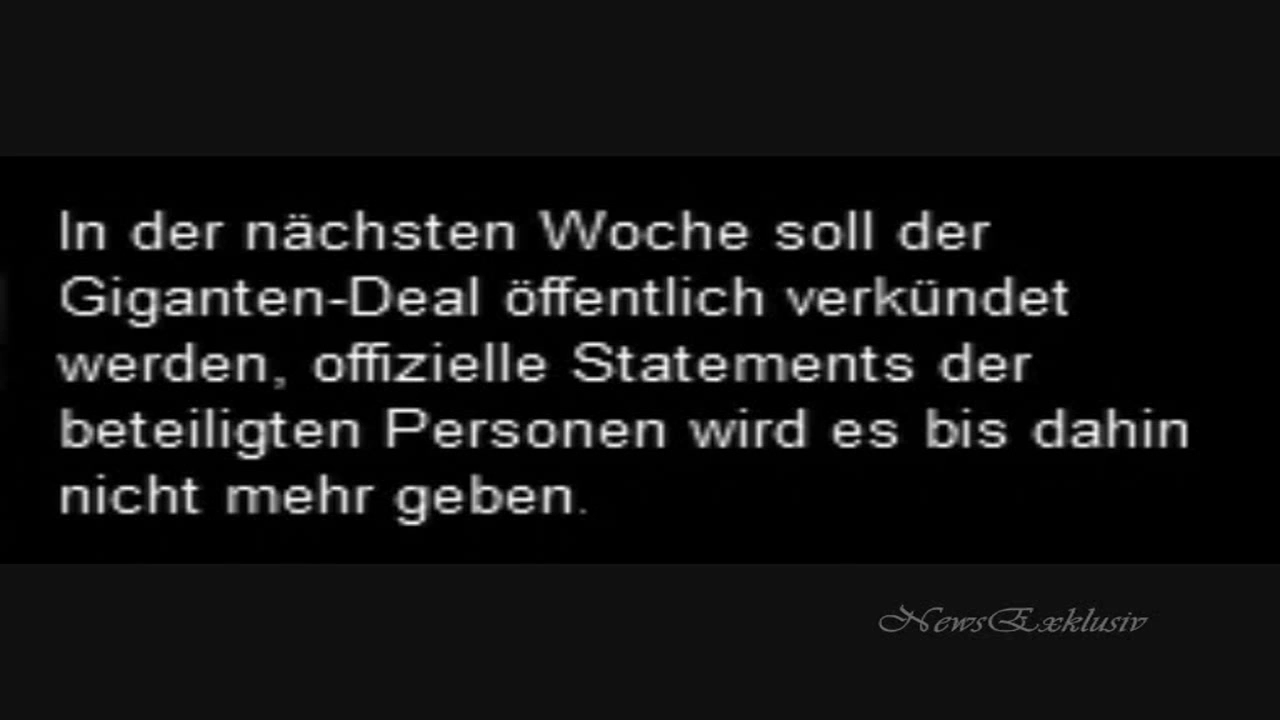 In der nächsten Woche soll der
Giganten-Deal öffentlich verkündet
werden, offizielle Statements der
beteiligten Personen wird es bis dahin
nicht mehr geben.
NewsExklusiv